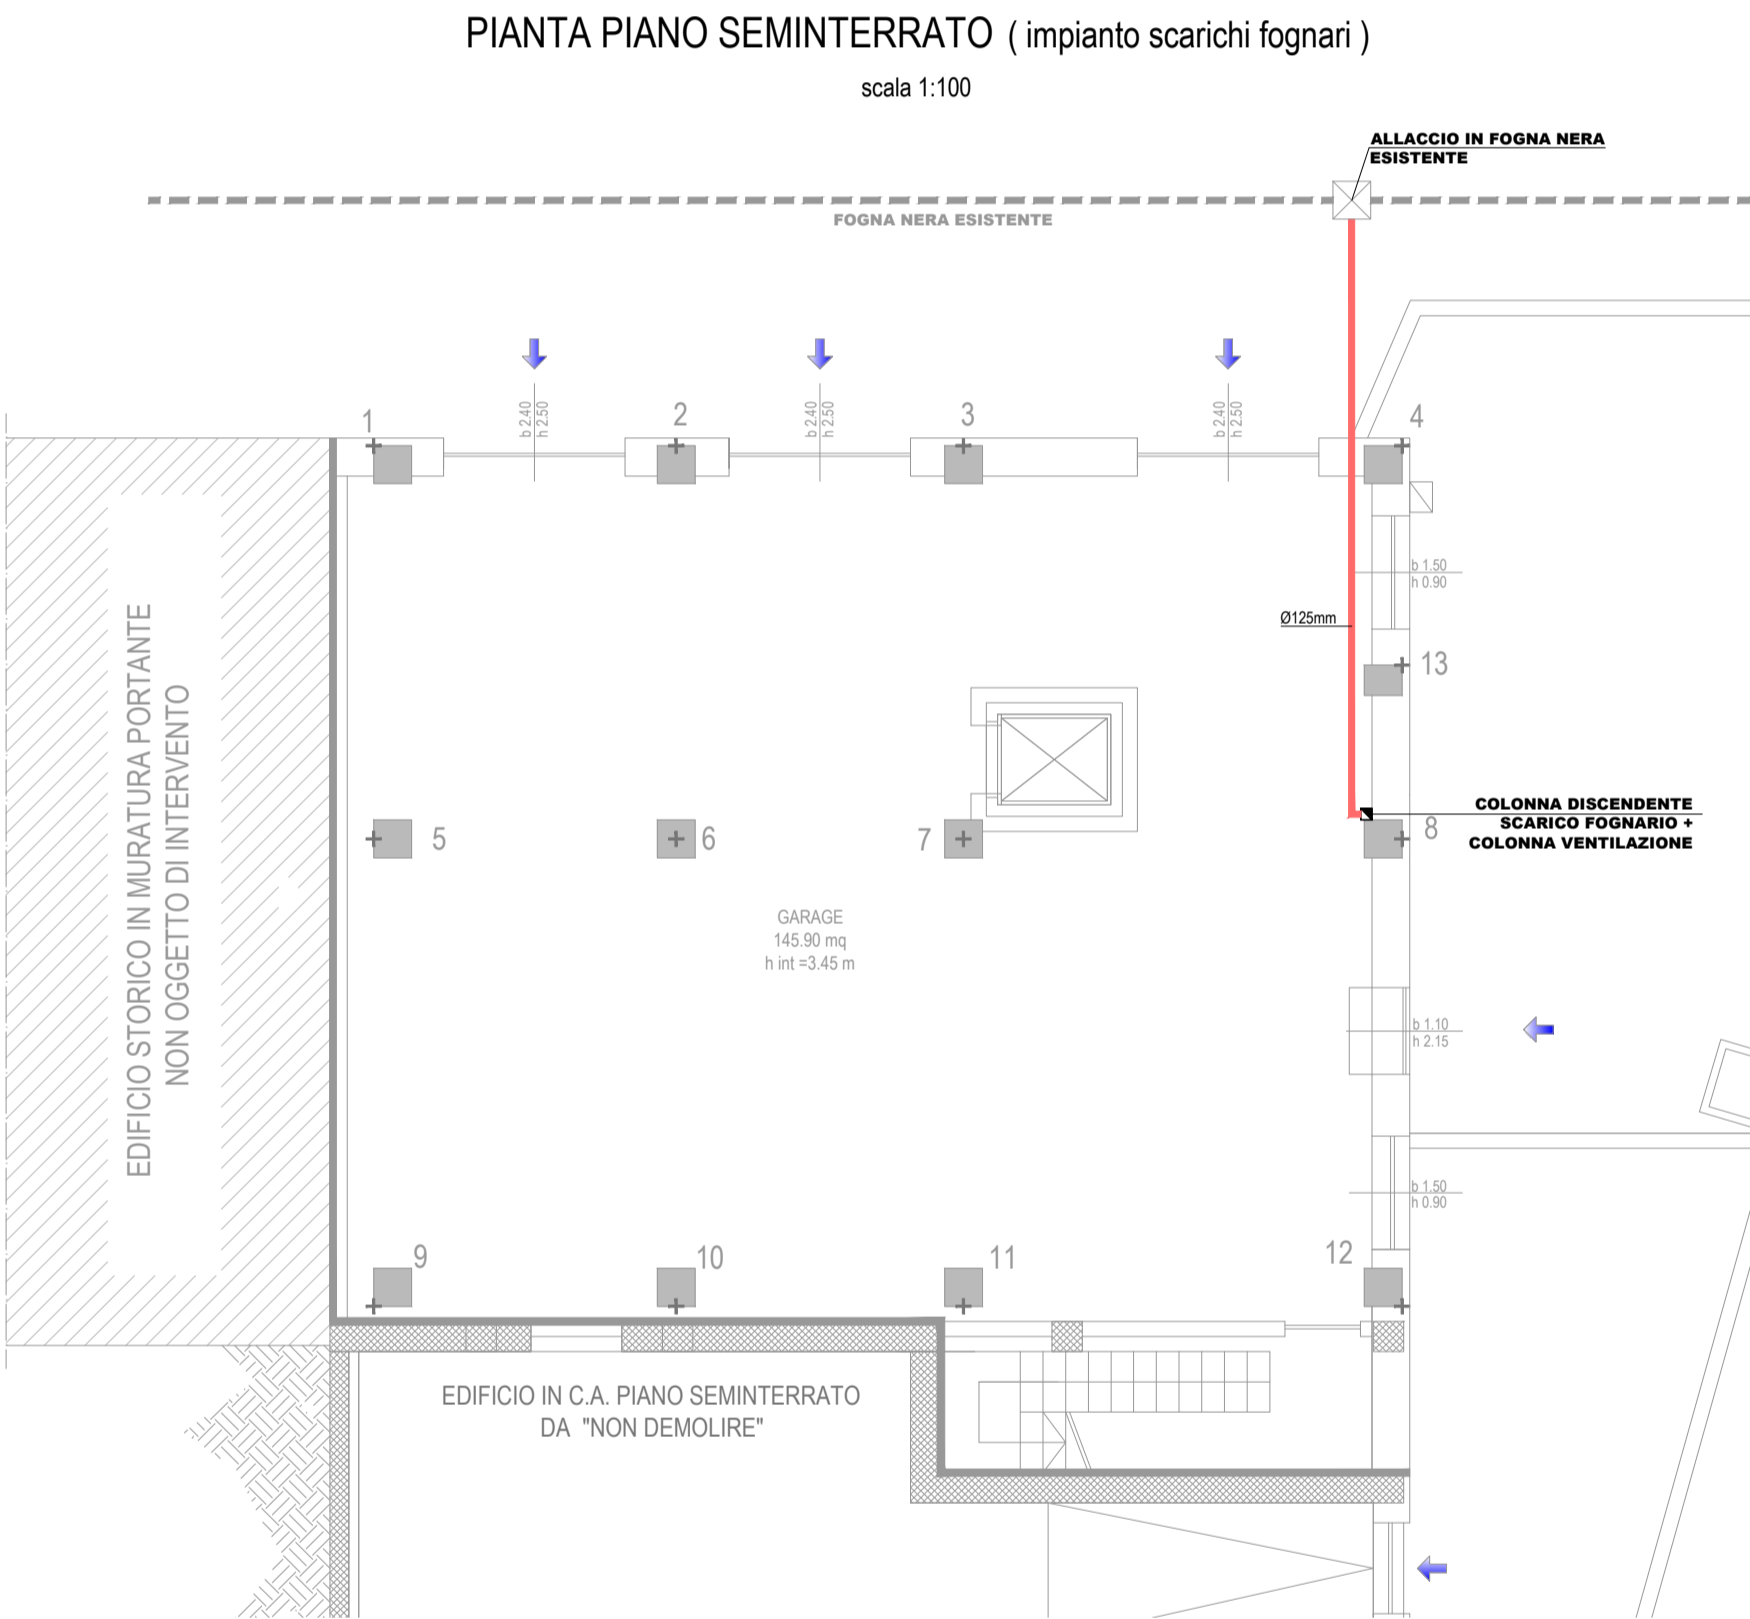 PIANTA PIANO SEMINTERRATO ( impianto scarichi fognari )
scala 1:100
ALLACCIO IN FOGNA NERA
ESISTENTE
FOGNA NERA ESISTENTE
1
b 2.40
h 2.50
2
b 2.40
h 2.50
3
b 2.40
h 2.50
4
b 1.50
h 0.90
Ø125mm
13
EDIFICIO STORICO IN MURATURA PORTANTE
NON OGGETTO DI INTERVENTO
COLONNA DISCENDENTE
SCARICO FOGNARIO +
COLONNA VENTILAZIONE
5
6
7
8
GARAGE
145.90 mq
h int =3.45 m
b 1.10
h 2.15
b 1.50
h 0.90
9
10
11
12
EDIFICIO IN C.A. PIANO SEMINTERRATO
DA "NON DEMOLIRE"